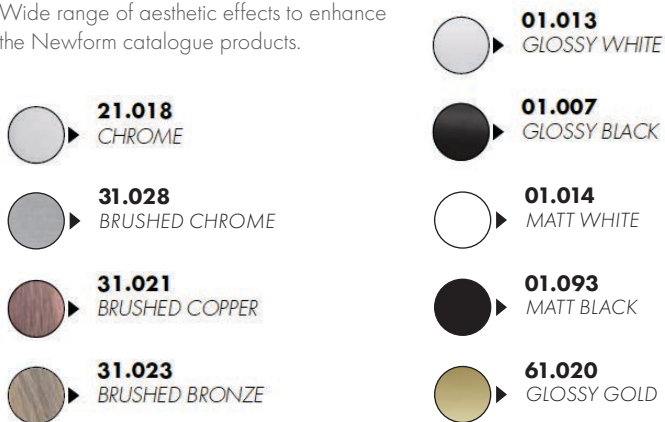 Wide range of aesthetic effects to enhance
the Newform catalogue products.
21.018
CHROME
31.028
BRUSHED CHROME
31.021
BRUSHED COPPER
31.023
BRUSHED BRONZE
01.013
GLOSSY WHITE
01.007
GLOSSY BLACK
01.014
MATT WHITE
01.093
MATT BLACK
61.020
GLOSSY GOLD